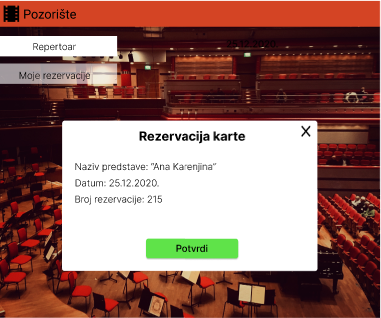 Pozorište
Repertoar
Moje rezervacije
Rezervacija karte
X
Naziv predstave: “Ana Karenjina”
Datum: 25.12.2020.
Broj rezervacije: 215
Potvrdi